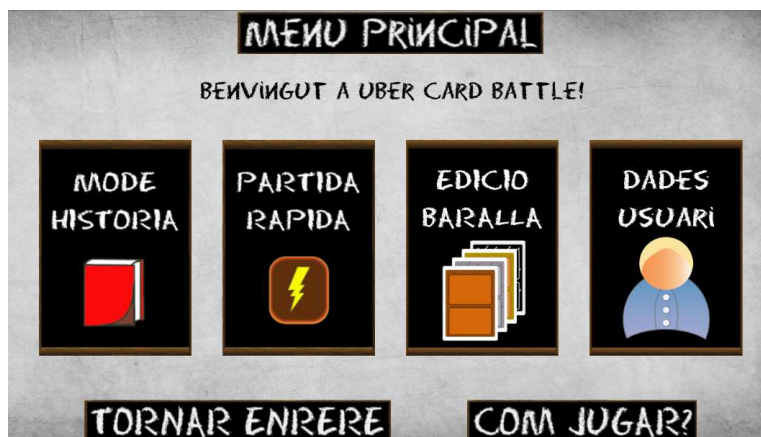 MENU PRINCIPAL
BENVINGUT A UBER CARD BATTLE!
MODE
HISTORIA
PARTIDA
RAPIDA
EDICIO
BARALLA
DADES
USUARI
TORNAR ENRERE
COM JUGAR?